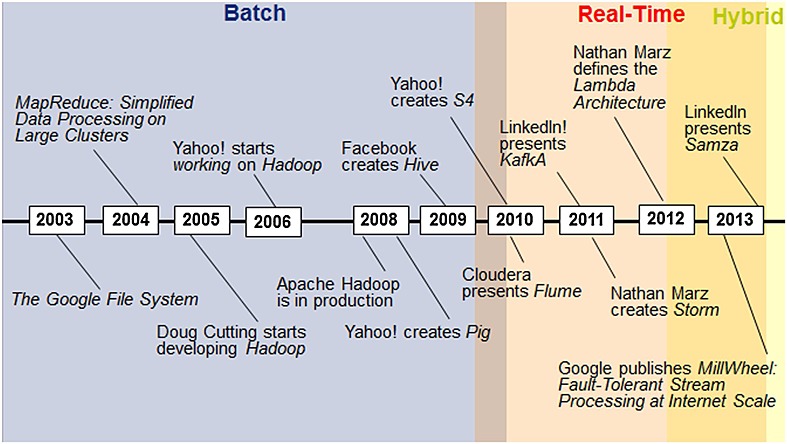 Batch
Real-Time
Hybrid
MapReduce: Simplified
Data Processing on
Large Clusters
Yahoo! starts
working on Hadoop
Facebook
creates Hive
Yahoo!
creates S4
LinkedIn!
presents
KafkA
Nathan Marz
defines the
Lambda
Architecture
LinkedIn
presents
Samza
2003
2004
2005
2006
2008
2009
2010
2011
2012
2013
The Google File System
Doug Cutting starts
developing Hadoop
Apache Hadoop
is in production
Yahoo! creates Pig
Cloudera
presents Flume
Nathan Marz
creates Storm
Google publishes MillWheel:
Fault-Tolerant Stream
Processing at Internet Scale